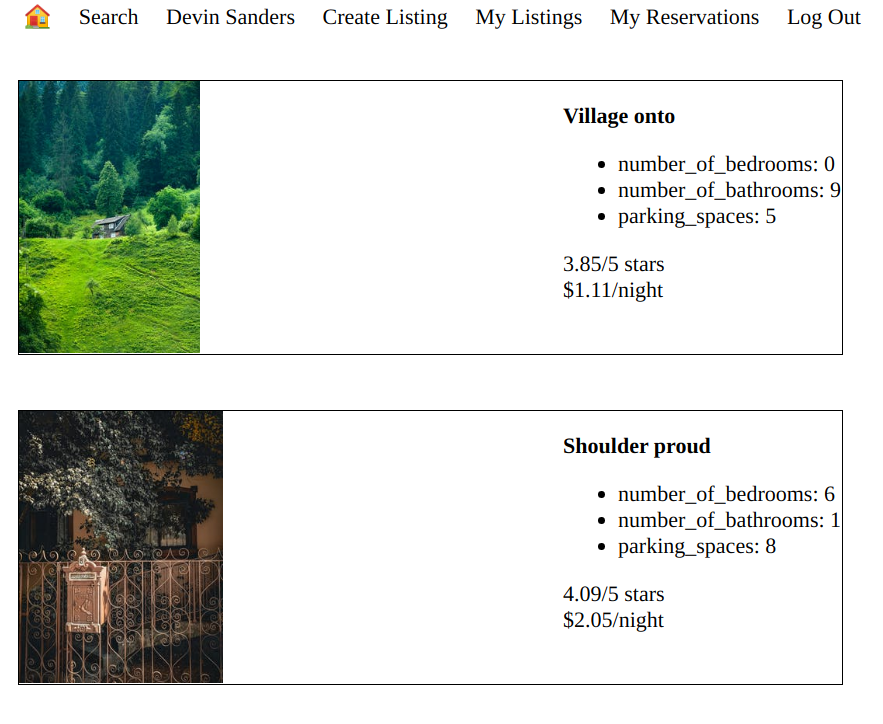 Search Devin Sanders Create Listing My Listings My Reservations Log Out
Village onto
number_of_bedrooms: 0
number_of_bathrooms: 9
parking_spaces: 5
3.85/5 stars
$1.11/night
Shoulder proud
number_of_bedrooms: 6
number_of_bathrooms: 1
parking_spaces: 8
4.09/5 stars
$2.05/night